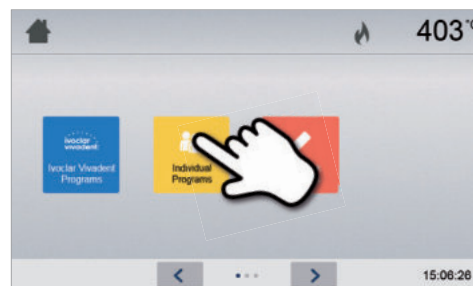 403°C
ivoclar
vivadent
Ivoclar Vivadent
Programs
Individual
Programs
15:06:26